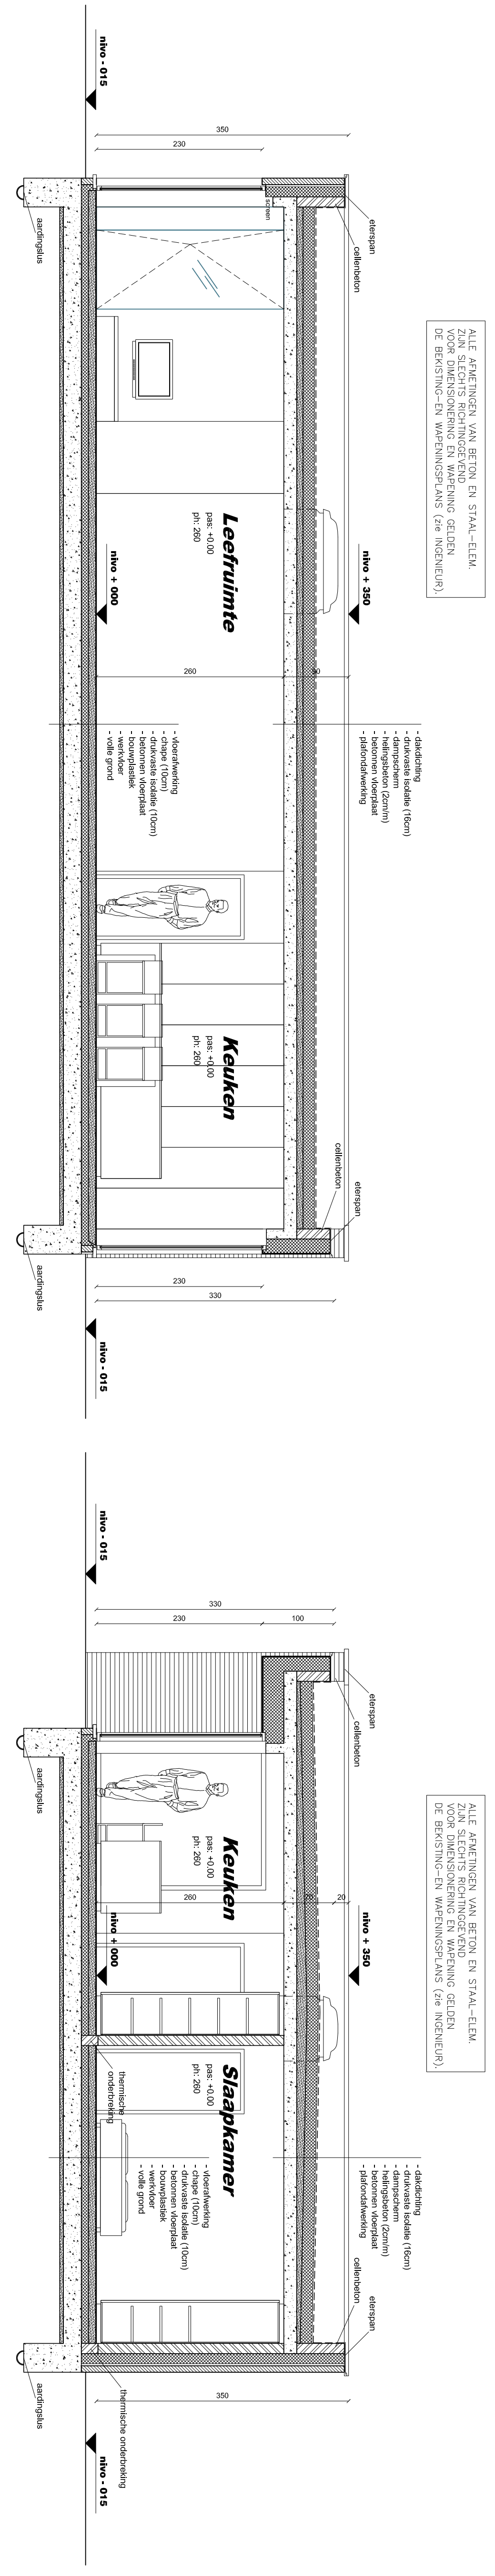 ALLE AFMETINGEN VAN BETON EN STAAL-ELEM.
ZIJN SLECHTS RICHTINGGEVEND
VOOR DIMENSIONERING EN WAPENING GELDEN
DE BEKISTING-EN WAPENINGSPLANS (zie INGENIEUR).
eterspan
cellenbeton
screen
350
230
nivo - 015
aardingslus
nivo + 350
Leefruimte
pas: +0.00
ph: 260
nivo + 000
260
90
- dakdichting
- drukvaste isolatie (16cm)
- dampscherm
- hellingsbeton (2cm/m)
- betonnen vloerplaat
- plafondafwerking
- vloerafwerking
- chape (10cm)
- drukvaste isolatie (10cm)
- betonnen vloerplaat
- bouwplastiek
- werkvloer
- volle grond
Keuken
pas: +0.00
ph: 260
eterspan
cellenbeton
230
330
nivo - 015
aardingslus
ALLE AFMETINGEN VAN BETON EN STAAL-ELEM.
ZIJN SLECHTS RICHTINGGEVEND
VOOR DIMENSIONERING EN WAPENING GELDEN
DE BEKISTING-EN WAPENINGSPLANS (zie INGENIEUR).
nivo - 015
330
230
100
eterspan
cellenbeton
aardingslus
Keuken
pas: +0.00
ph: 260
260
20
nivo + 350
nivo + 000
Slaapkamer
pas: +0.00
ph: 260
thermische
onderbreking
- dakdichting
- drukvaste isolatie (16cm)
- dampscherm
- hellingsbeton (2cm/m)
- betonnen vloerplaat
- plafondafwerking
- vloerafwerking
- chape (10cm)
- drukvaste isolatie (10cm)
- betonnen vloerplaat
- bouwplastiek
- werkvloer
- volle grond
eterspan
cellenbeton
350
thermische onderbreking
aardingslus
nivo - 015